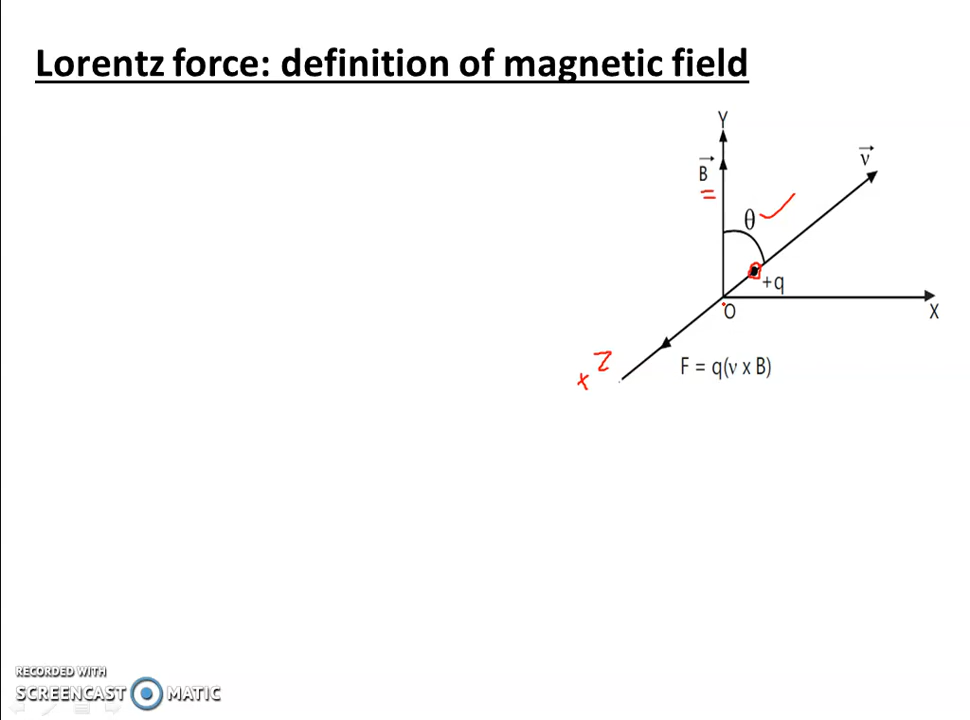 Lorentz force: definition of magnetic field
Y
B
v
θ
+q
O
X
z
+
F = q(v x B)
RECORDED WITH
SCREENCAST MATIC